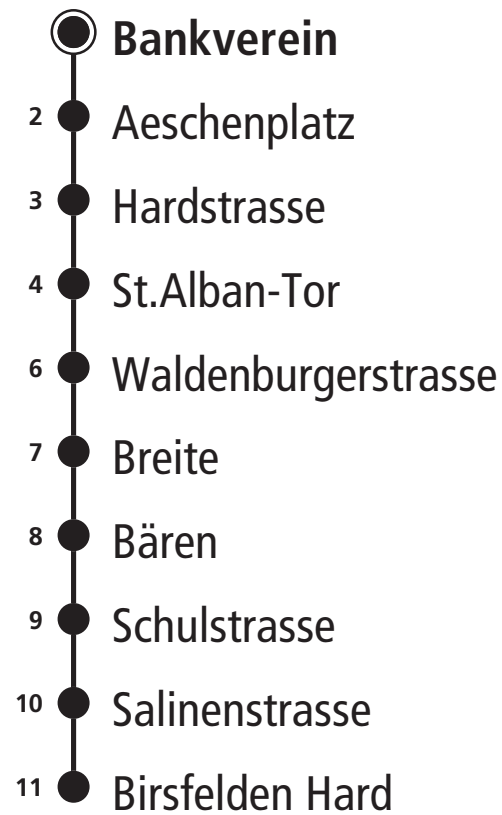 Bankverein
2 Aeschenplatz
3 Hardstrasse
4 St.Alban-Tor
6 Waldenburgerstrasse
7 Breite
8 Bären
9 Schulstrasse
10 Salinenstrasse
11 Birsfelden Hard